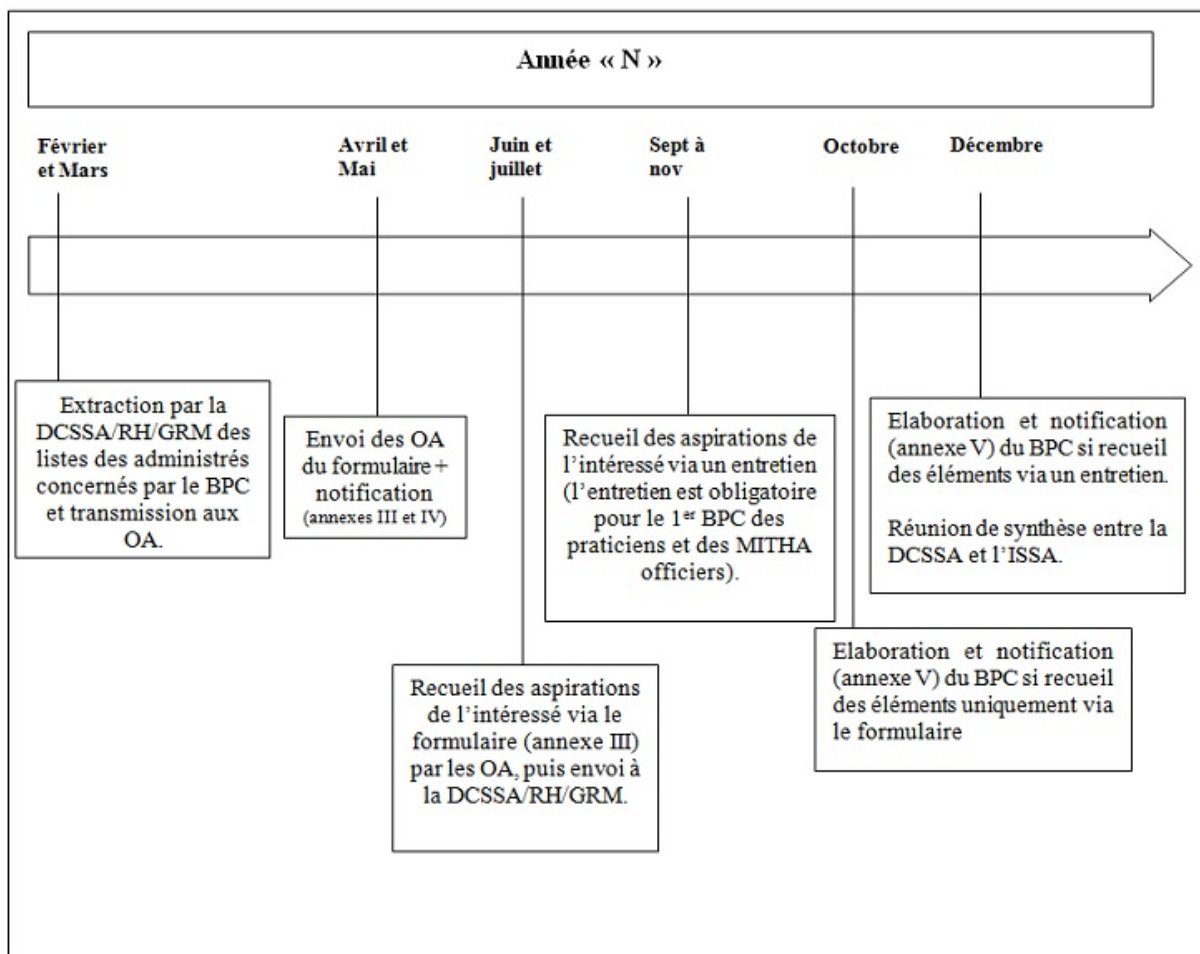 Année « N »
Février
et Mars
Avril et
Mai
Juin et
juillet
Sept à
nov
Octobre
Décembre
Extraction par la
DCSSA/RH/GRM des
listes des administrés
concernés par le BPC
et transmission aux
OA.
Envoi des OA
du formulaire +
notification
(annexes III et IV)
Recueil des aspirations
de l’intéressé via le
formulaire (annexe III)
par les OA, puis envoi à
la DCSSA/RH/GRM.
Recueil des aspirations de
l’intéressé via un entretien
(l’entretien est obligatoire
pour le 1er BPC des
praticiens et des MITHA
officiers).
Elaboration et notification
(annexe V) du BPC si recueil
des éléments uniquement via
le formulaire
Elaboration et notification
(annexe V) du BPC si recueil
des éléments via un entretien.
Réunion de synthèse entre la
DCSSA et l’ISSA.